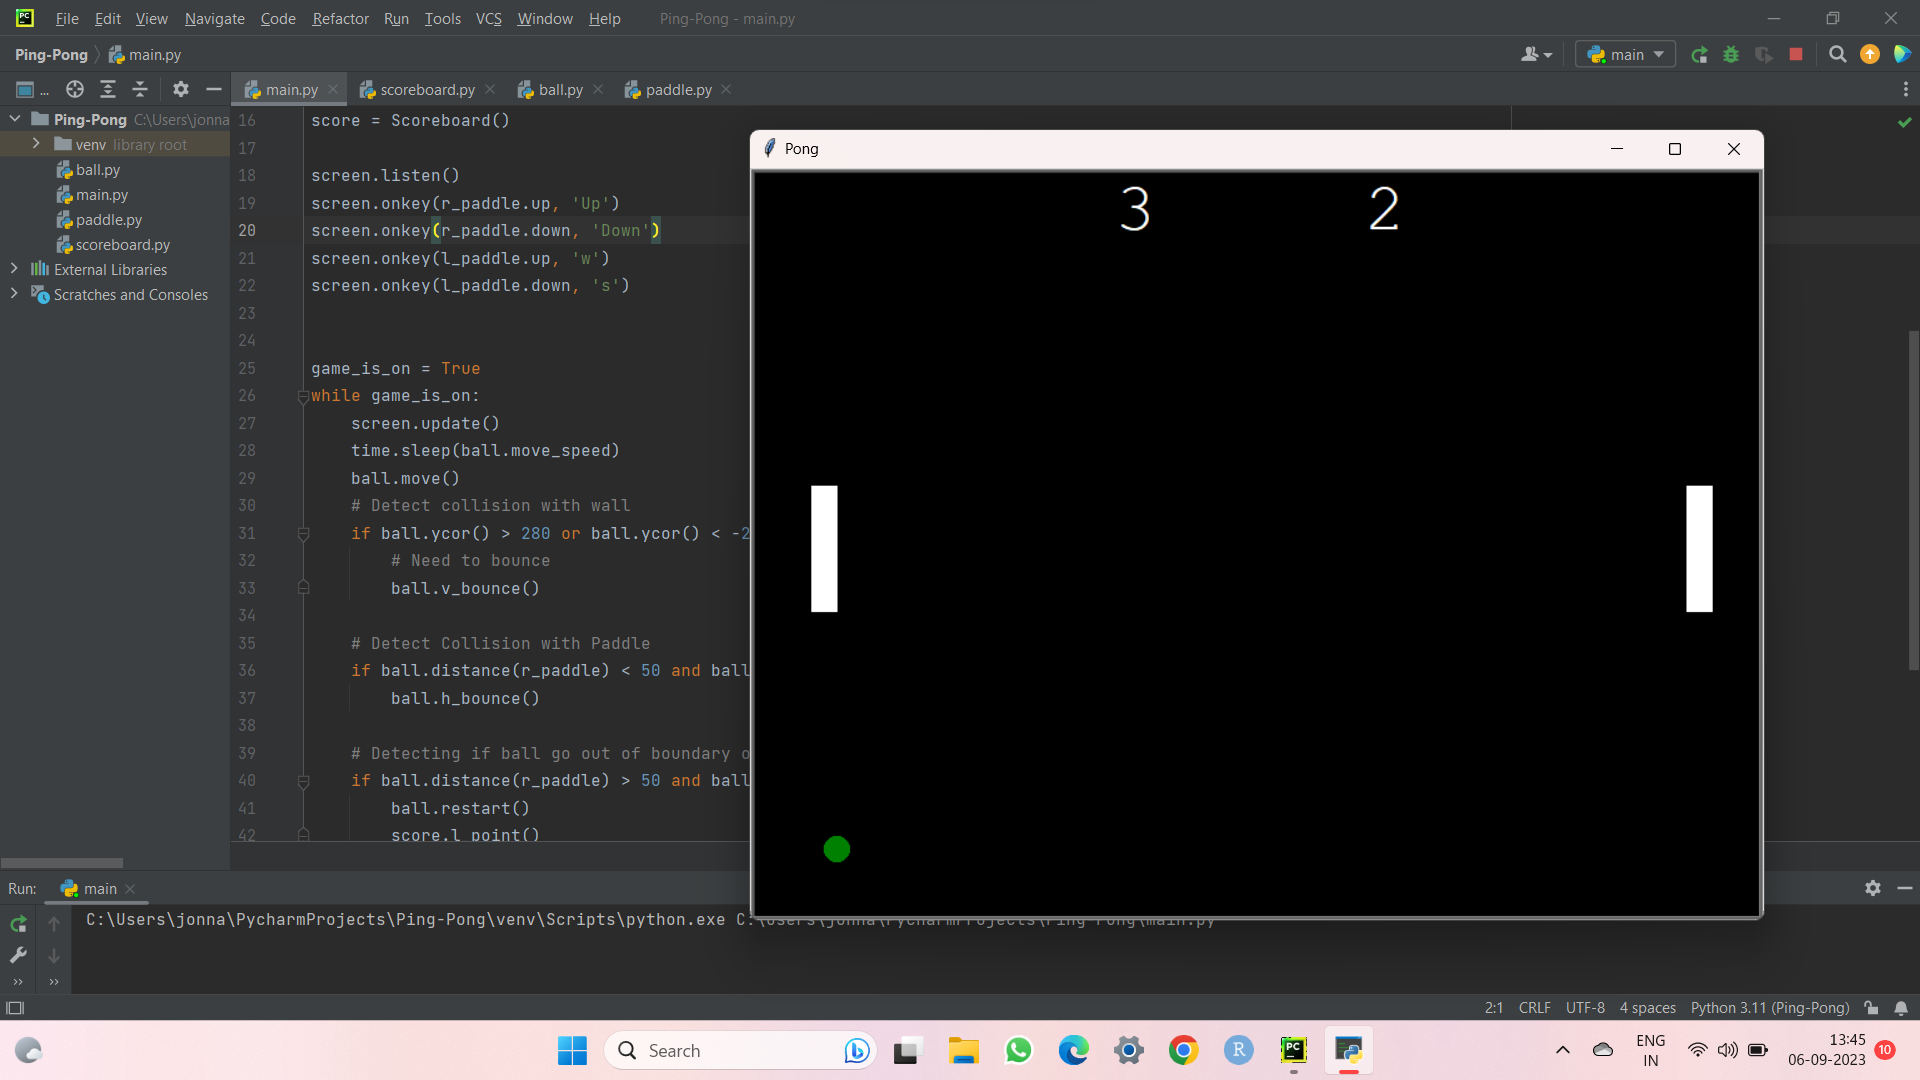 PC File Edit View Navigate Code Refactor Run Tools VCS Window Help Ping-Pong - main.py
Ping-Pong main.py main
... main.py scoreboard.py ball.py paddle.py
Ping-Pong C:\Users\jonna
venv library root
ball.py
main.py
paddle.py
scoreboard.py
External Libraries
Scratches and Consoles
16 score = Scoreboard()
17
18 screen.listen()
19 screen.onkey(r_paddle.up, 'Up')
20 screen.onkey(r_paddle.down, 'Down')
21 screen.onkey(l_paddle.up, 'w')
22 screen.onkey(l_paddle.down, 's')
23
24
25 game_is_on = True
26 while game_is_on:
27 screen.update()
28 time.sleep(ball.move_speed)
29 ball.move()
30 # Detect collision with wall
31 if ball.ycor() > 280 or ball.ycor() < -2
32 # Need to bounce
33 ball.v_bounce()
34
35 # Detect Collision with Paddle
36 if ball.distance(r_paddle) < 50 and ball
37 ball.h_bounce()
38
39 # Detecting if ball go out of boundary o
40 if ball.distance(r_paddle) > 50 and ball
41 ball.restart()
42 score.l_point()
Pong
3 2
Run: main
C:\Users\jonna\PycharmProjects\Ping-Pong\venv\Scripts\python.exe C:\Users\jonna\PycharmProjects\Ping-Pong\main.py
2:1 CRLF UTF-8 4 spaces Python 3.11 (Ping-Pong)
Search
R
PC
ENG
IN
13:45
06-09-2023
10